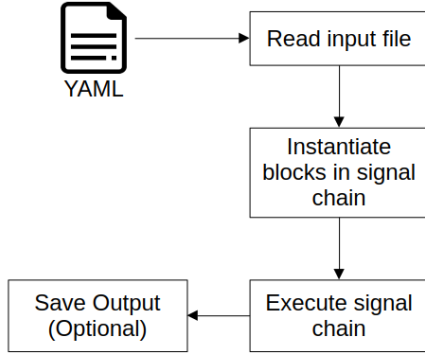 YAML
Read input file
Instantiate
blocks in signal
chain
Execute signal
chain
Save Output
(Optional)